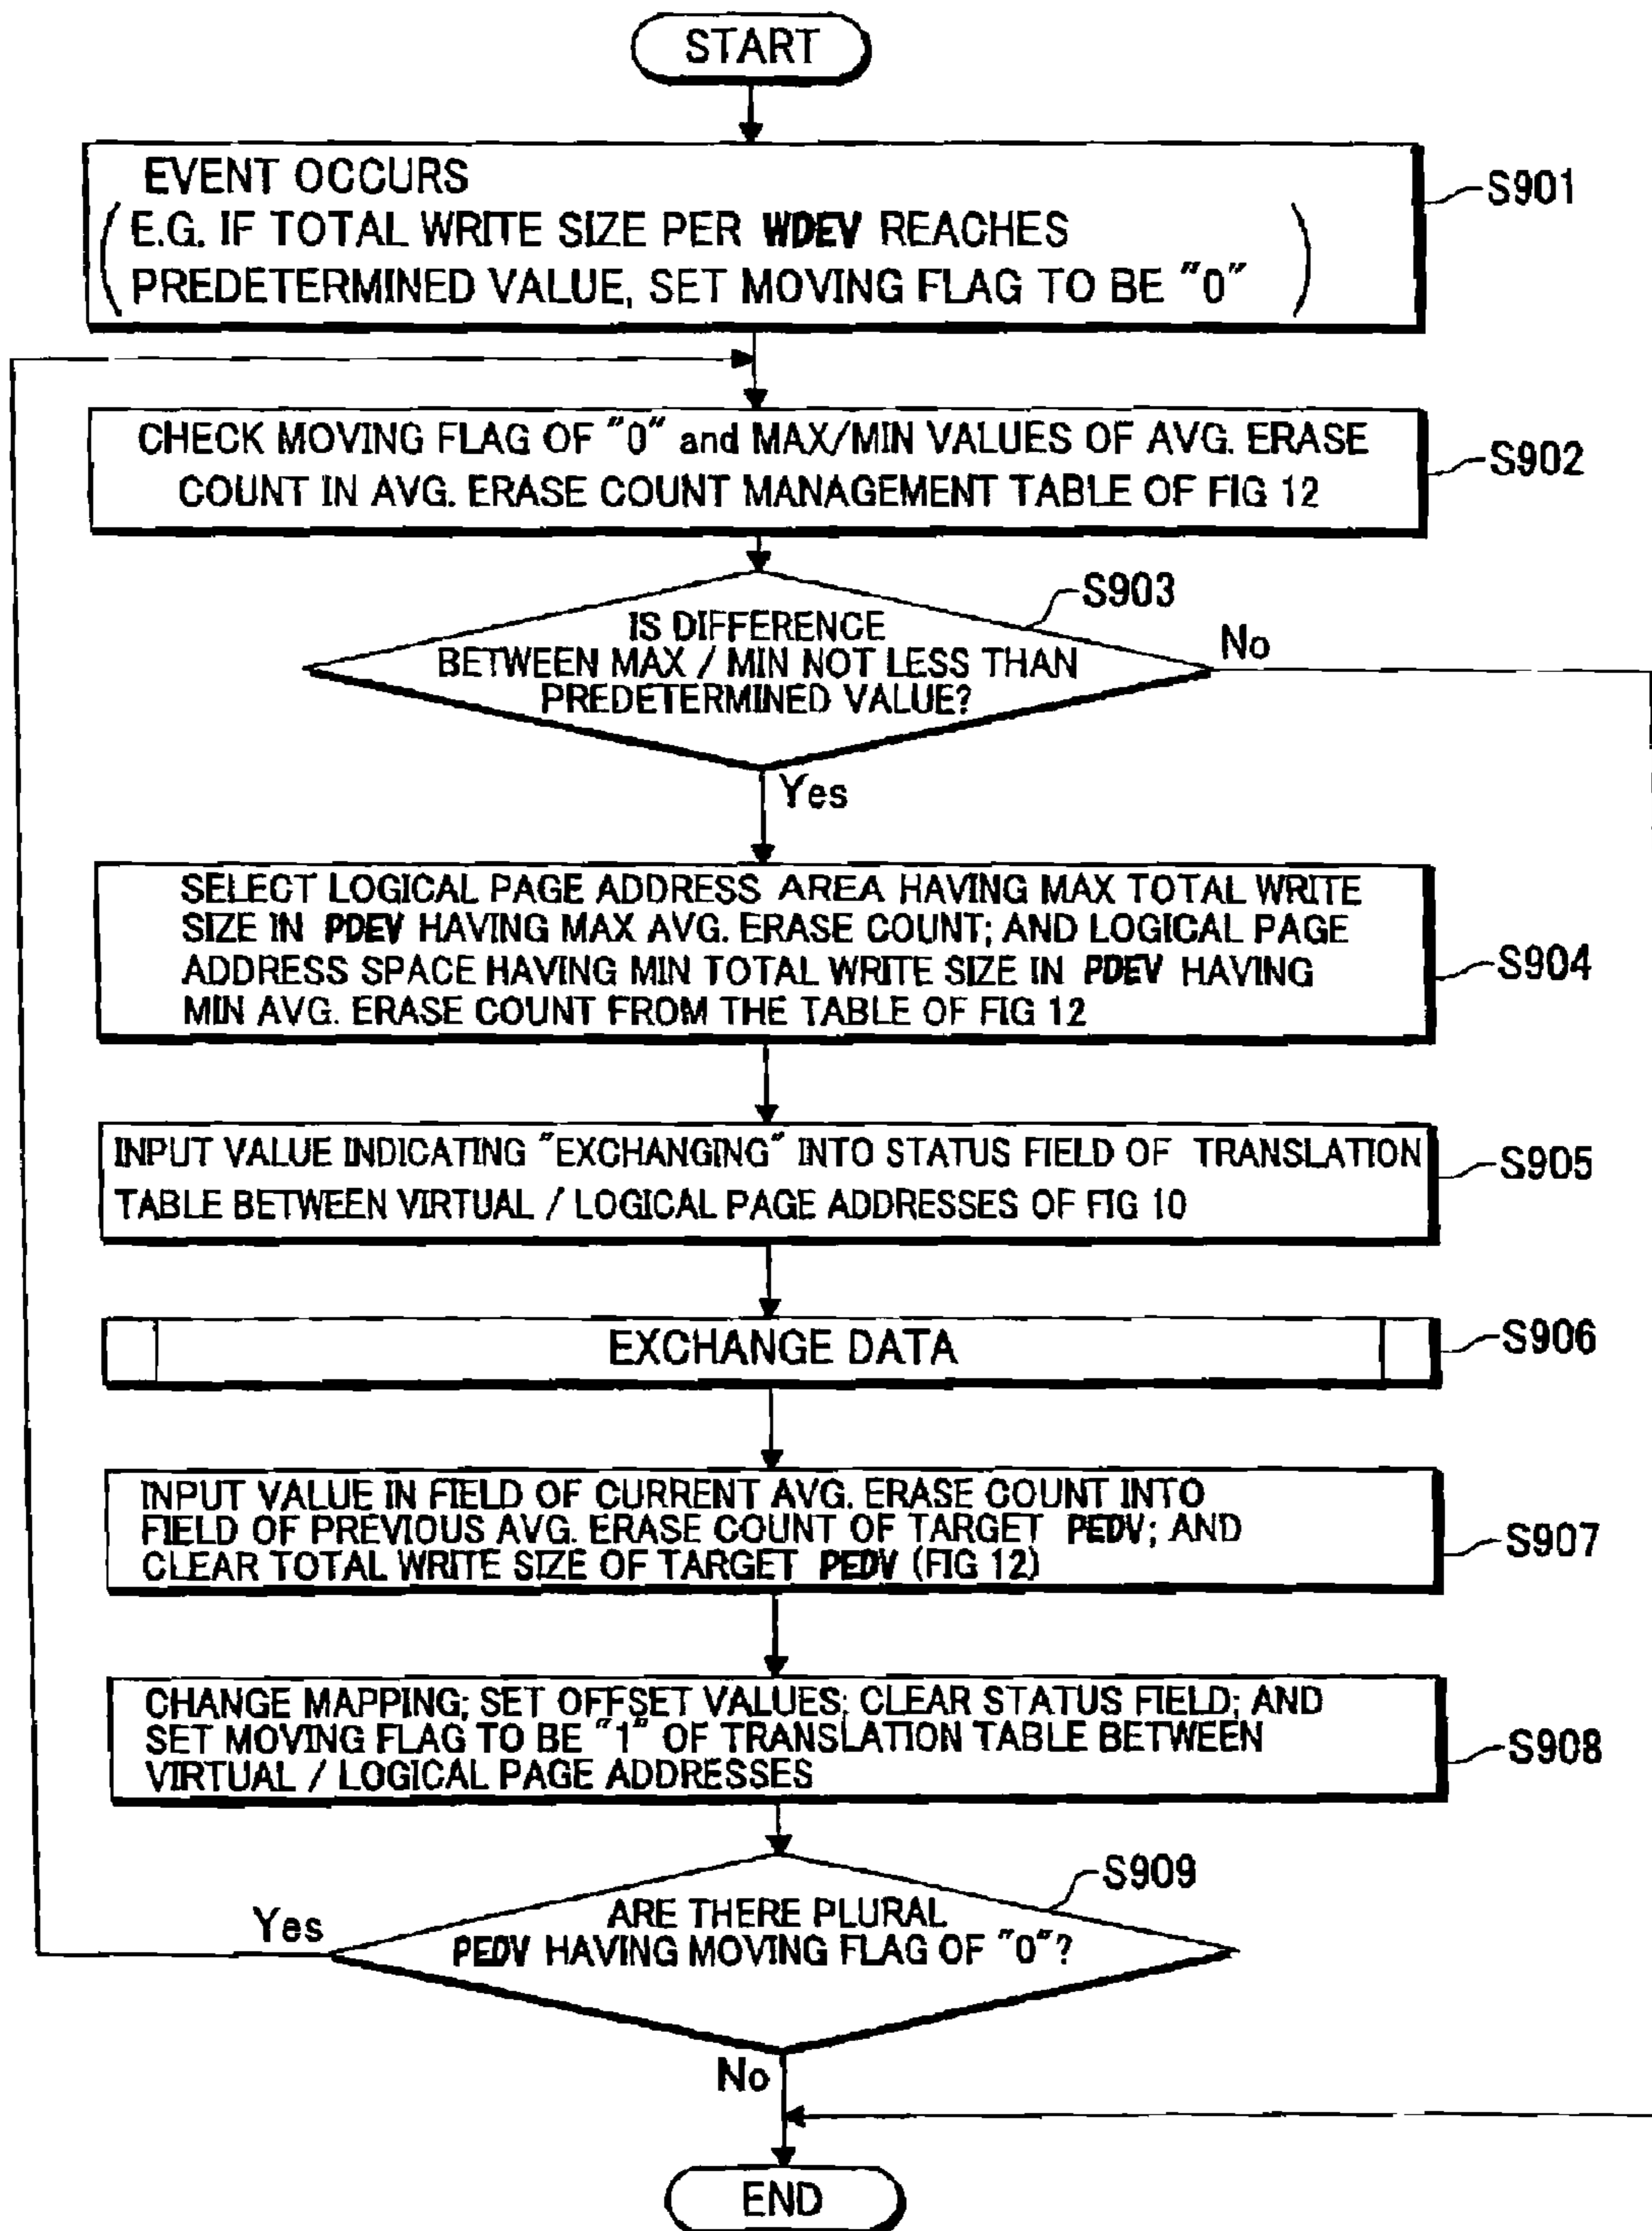 START
EVENT OCCURS
(E.G. IF TOTAL WRITE SIZE PER WDEV REACHES
PREDETERMINED VALUE, SET MOVING FLAG TO BE "0")
S901
CHECK MOVING FLAG OF "0" and MAX/MIN VALUES OF AVG. ERASE
COUNT IN AVG. ERASE COUNT MANAGEMENT TABLE OF FIG 12
S902
S903
IS DIFFERENCE
BETWEEN MAX / MIN NOT LESS THAN
PREDETERMINED VALUE?
No
Yes
SELECT LOGICAL PAGE ADDRESS AREA HAVING MAX TOTAL WRITE
SIZE IN PDEV HAVING MAX AVG. ERASE COUNT; AND LOGICAL PAGE
ADDRESS SPACE HAVING MIN TOTAL WRITE SIZE IN PDEV HAVING
MIN AVG. ERASE COUNT FROM THE TABLE OF FIG 12
S904
INPUT VALUE INDICATING "EXCHANGING" INTO STATUS FIELD OF TRANSLATION
TABLE BETWEEN VIRTUAL / LOGICAL PAGE ADDRESSES OF FIG 10
S905
EXCHANGE DATA
S906
INPUT VALUE IN FIELD OF CURRENT AVG. ERASE COUNT INTO
FIELD OF PREVIOUS AVG. ERASE COUNT OF TARGET PEDV; AND
CLEAR TOTAL WRITE SIZE OF TARGET PEDV (FIG 12)
S907
CHANGE MAPPING; SET OFFSET VALUES; CLEAR STATUS FIELD; AND
SET MOVING FLAG TO BE "1" OF TRANSLATION TABLE BETWEEN
VIRTUAL / LOGICAL PAGE ADDRESSES
S908
S909
ARE THERE PLURAL
PEDV HAVING MOVING FLAG OF "0"?
Yes
No
END